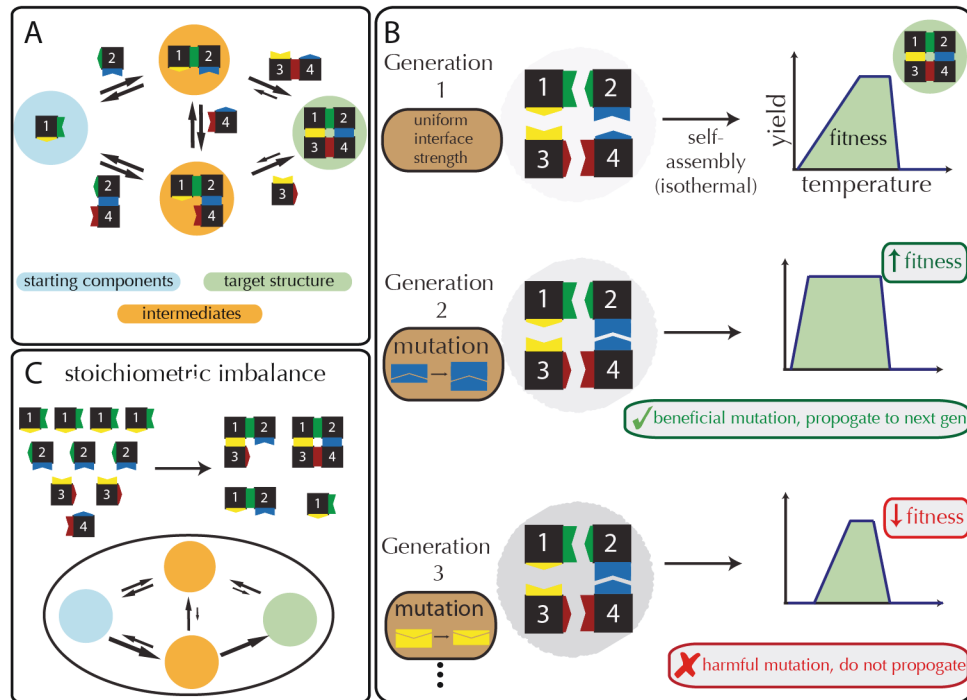 A
2
1 2
3 4
1
4
1 2
3 4
2
4
1 2
4
3
starting components
target structure
intermediates
B
Generation
1
uniform
interface
strength
1 2
3 4
self-
assembly
(isothermal)
yield
fitness
temperature
1 2
3 4
Generation
2
mutation
1 2
3 4
↑ fitness
✓ beneficial mutation, propogate to next gen
Generation
3
mutation
1 2
3 4
↓ fitness
✘ harmful mutation, do not propogate
C
stoichiometric imbalance
1 1 1 1
2 2 2
3 3
4
1 2
3
1 2
3 4
1 2
1